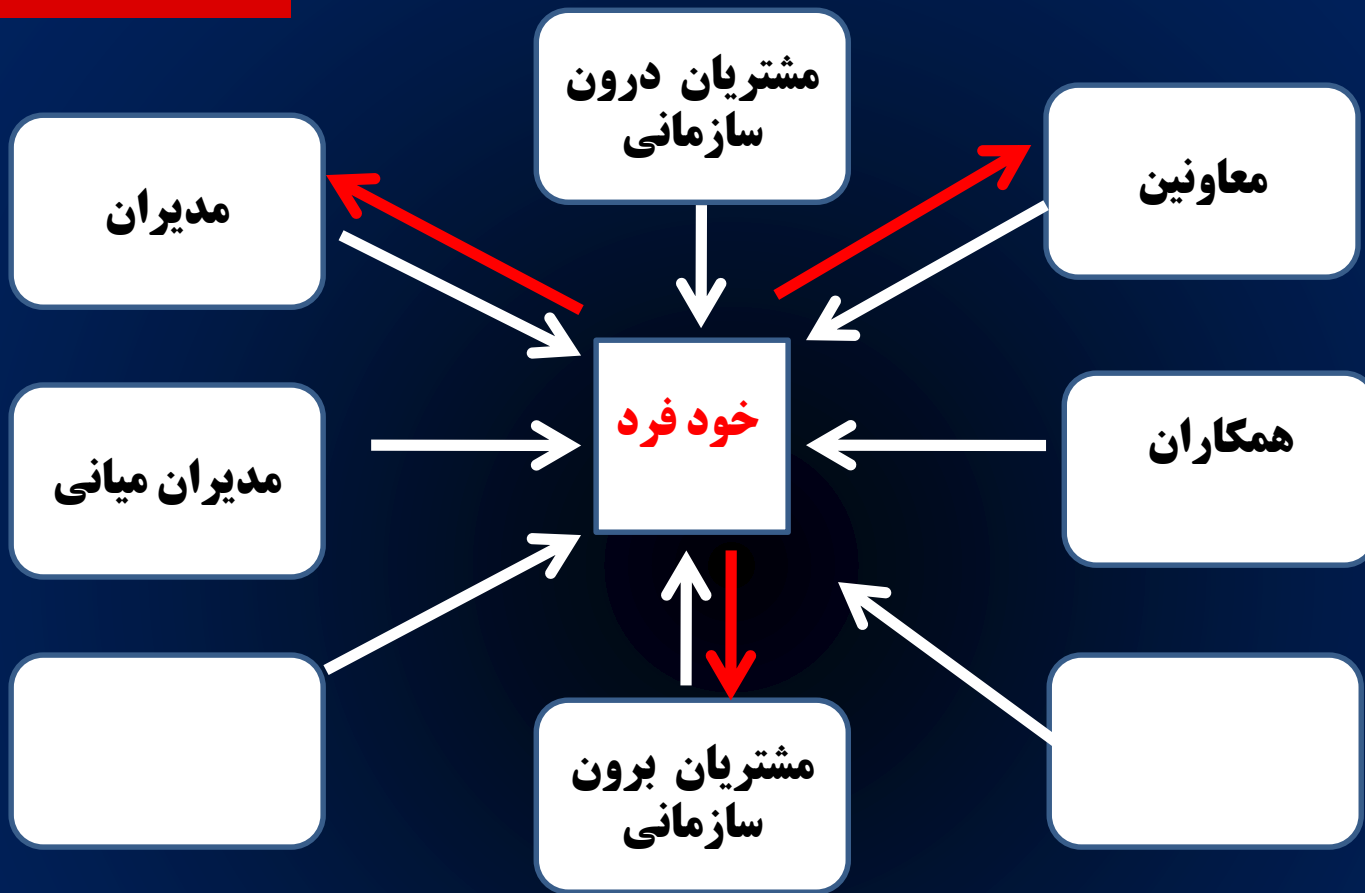 مشتریان درون
سازمانی
معاونین
مدیران
خود فرد
همکاران
مدیران میانی
مشتریان برون
سازمانی